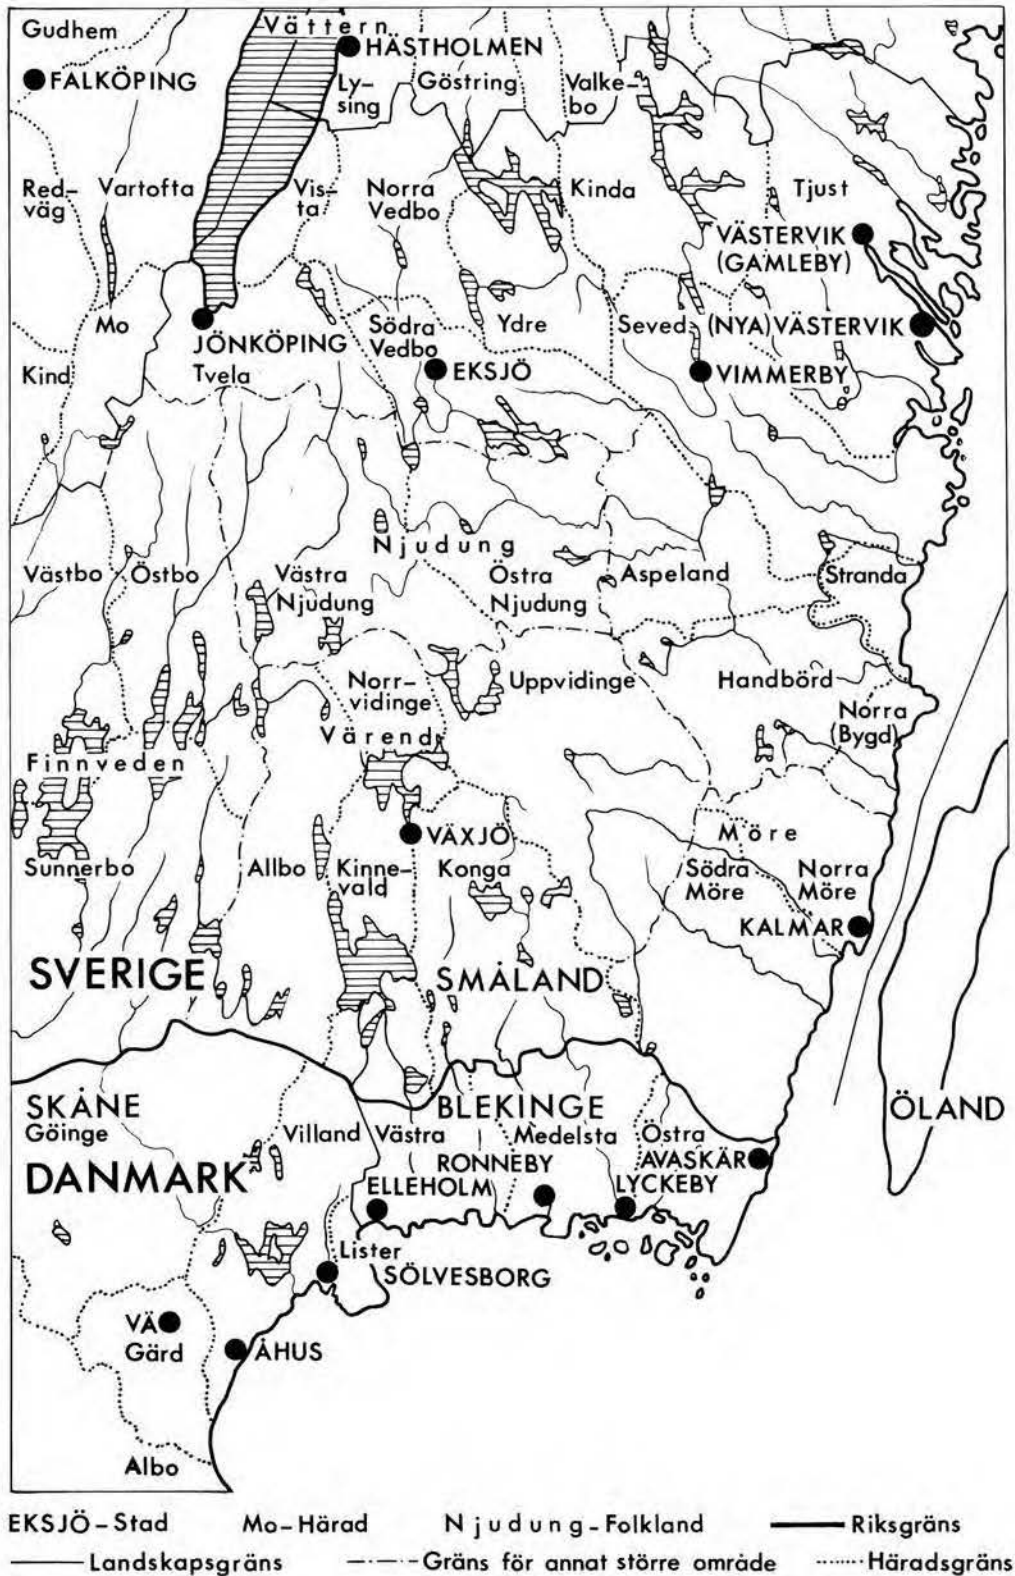 Gudhem
Vättern
HÄSTHOLMEN
FALKÖPING
Ly-
sing
Göstring
Valke-
bo
Red-
väg
Vartofta
Vis-
ta
Norra
Vedbo
Kinda
Tjust
VÄSTERVIK
(GAMLEBY)
Mo
JÖNKÖPING
Södra
Vedbo
Ydre
Seved
(NYA) VÄSTERVIK
Kind
Tvela
EKSJÖ
VIMMERBY
Njudung
Västbo
Östbo
Västra
Njudung
Östra
Njudung
Aspeland
Stranda
Norr-
vidinge
Uppvidinge
Handbörd
Norra
(Bygd)
Värend
Finnveden
VÄXJÖ
Möre
Sunnerbo
Allbo
Kinne-
vald
Konga
Södra
Möre
Norra
Möre
KALMAR
SVERIGE
SMÅLAND
SKÅNE
Göinge
BLEKINGE
ÖLAND
Villand
Västra
Medelsta
Östra
DANMARK
RONNEBY
AVASKÄR
ELLEHOLM
LYCKEBY
Lister
SÖLVESBORG
VÄ
Gärd
ÅHUS
Albo
EKSJÖ – Stad Mo – Härad Njudung – Folkland Riksgräns
Landskapsgräns Gräns för annat större område Häradsgräns